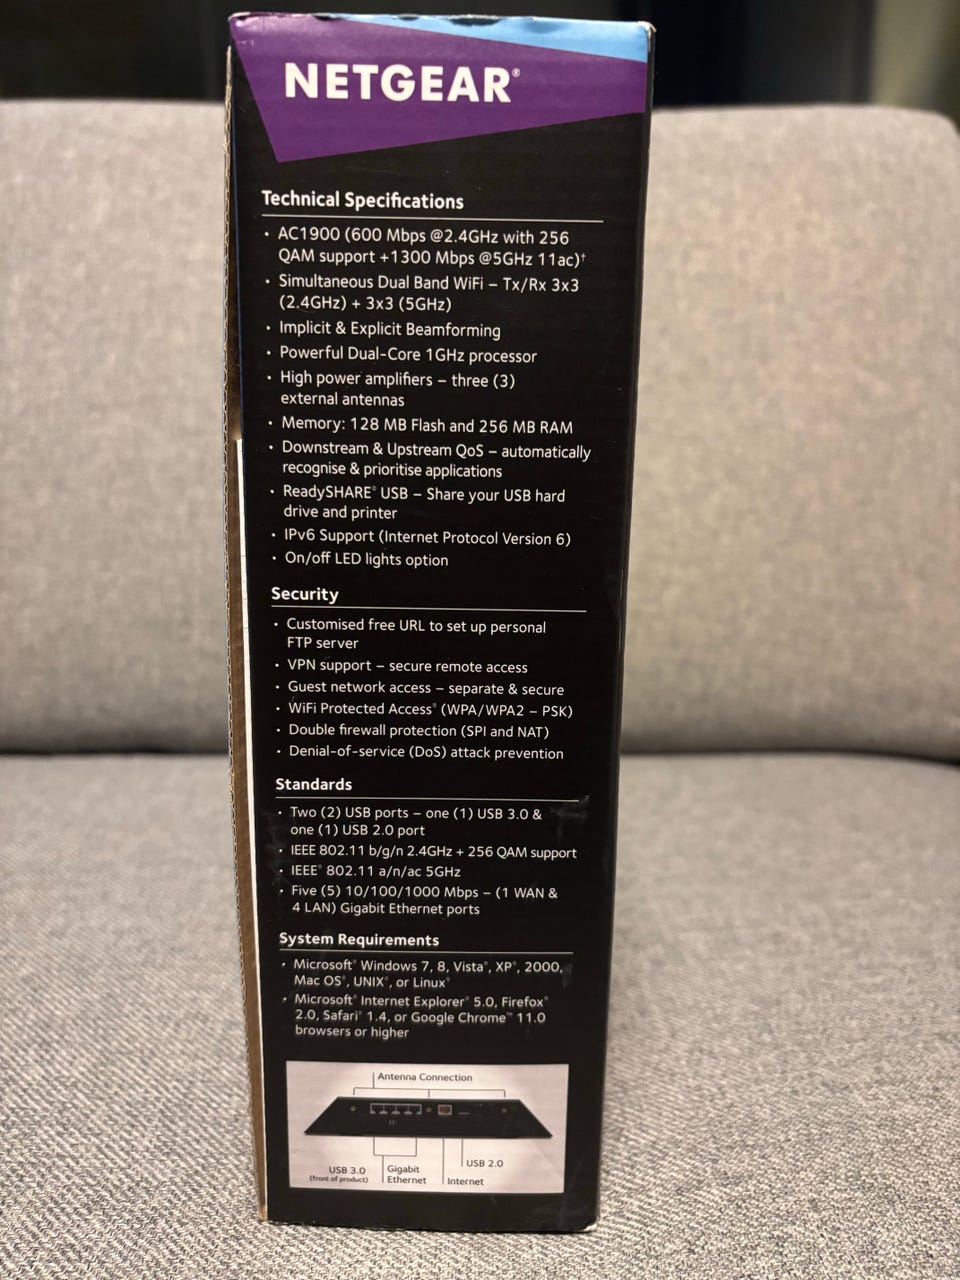 NETGEAR®
Technical Specifications
• AC1900 (600 Mbps @2.4GHz with 256
QAM support +1300 Mbps @5GHz 11ac)†
• Simultaneous Dual Band WiFi – Tx/Rx 3x3
(2.4GHz) + 3x3 (5GHz)
• Implicit & Explicit Beamforming
• Powerful Dual-Core 1GHz processor
• High power amplifiers – three (3)
external antennas
• Memory: 128 MB Flash and 256 MB RAM
• Downstream & Upstream QoS – automatically
recognise & prioritise applications
• ReadySHARE® USB – Share your USB hard
drive and printer
• IPv6 Support (Internet Protocol Version 6)
• On/off LED lights option
Security
• Customised free URL to set up personal
FTP server
• VPN support – secure remote access
• Guest network access – separate & secure
• WiFi Protected Access® (WPA/WPA2 – PSK)
• Double firewall protection (SPI and NAT)
• Denial-of-service (DoS) attack prevention
Standards
• Two (2) USB ports – one (1) USB 3.0 &
one (1) USB 2.0 port
• IEEE 802.11 b/g/n 2.4GHz + 256 QAM support
• IEEE® 802.11 a/n/ac 5GHz
• Five (5) 10/100/1000 Mbps – (1 WAN &
4 LAN) Gigabit Ethernet ports
System Requirements
• Microsoft® Windows 7, 8, Vista®, XP®, 2000,
Mac OS®, UNIX®, or Linux®
• Microsoft® Internet Explorer® 5.0, Firefox®
2.0, Safari® 1.4, or Google Chrome™ 11.0
browsers or higher
Antenna Connection
USB 3.0
(front of product)
Gigabit
Ethernet
Internet
USB 2.0